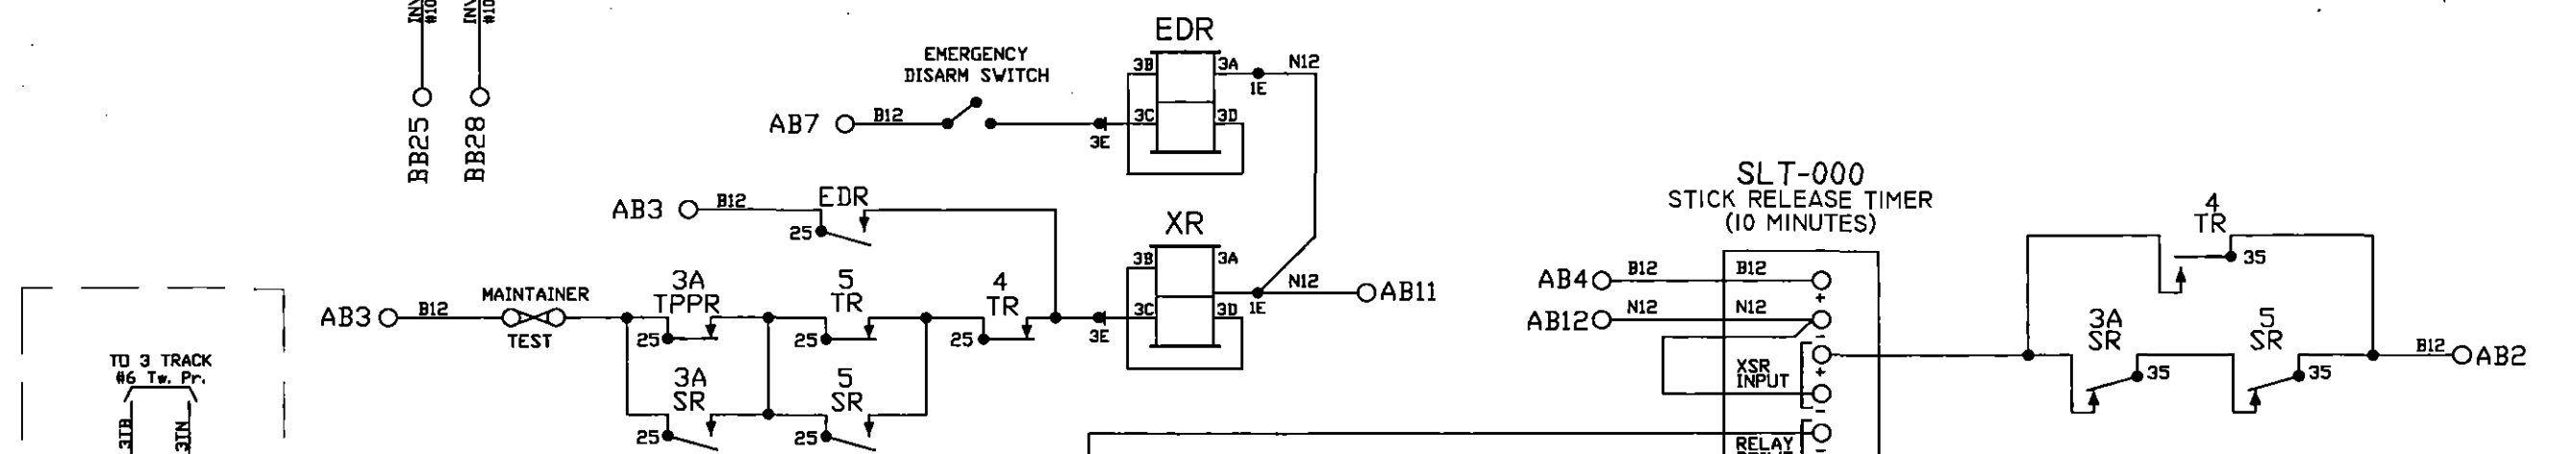 INV
#10
INV
#10
BB25
BB28
EMERGENCY
DISARM SWITCH
AB7
B12
3E
EDR
3B
3A
3C
3D
1E
N12
AB3
B12
EDR
25
XR
3B
3A
3C
3D
3E
1E
N12
AB11
AB3
B12
MAINTAINER
TEST
3A
TPPR
25
5
TR
25
4
TR
25
3A
SR
25
5
SR
25
TO 3 TRACK
#6 Tw. Pr.
3TB
3TN
SLT-000
STICK RELEASE TIMER
(10 MINUTES)
AB4
B12
B12
+
AB12
N12
N12
-
XSR
INPUT
+
-
RELAY
-
4
TR
35
3A
SR
35
5
SR
35
B12
AB2